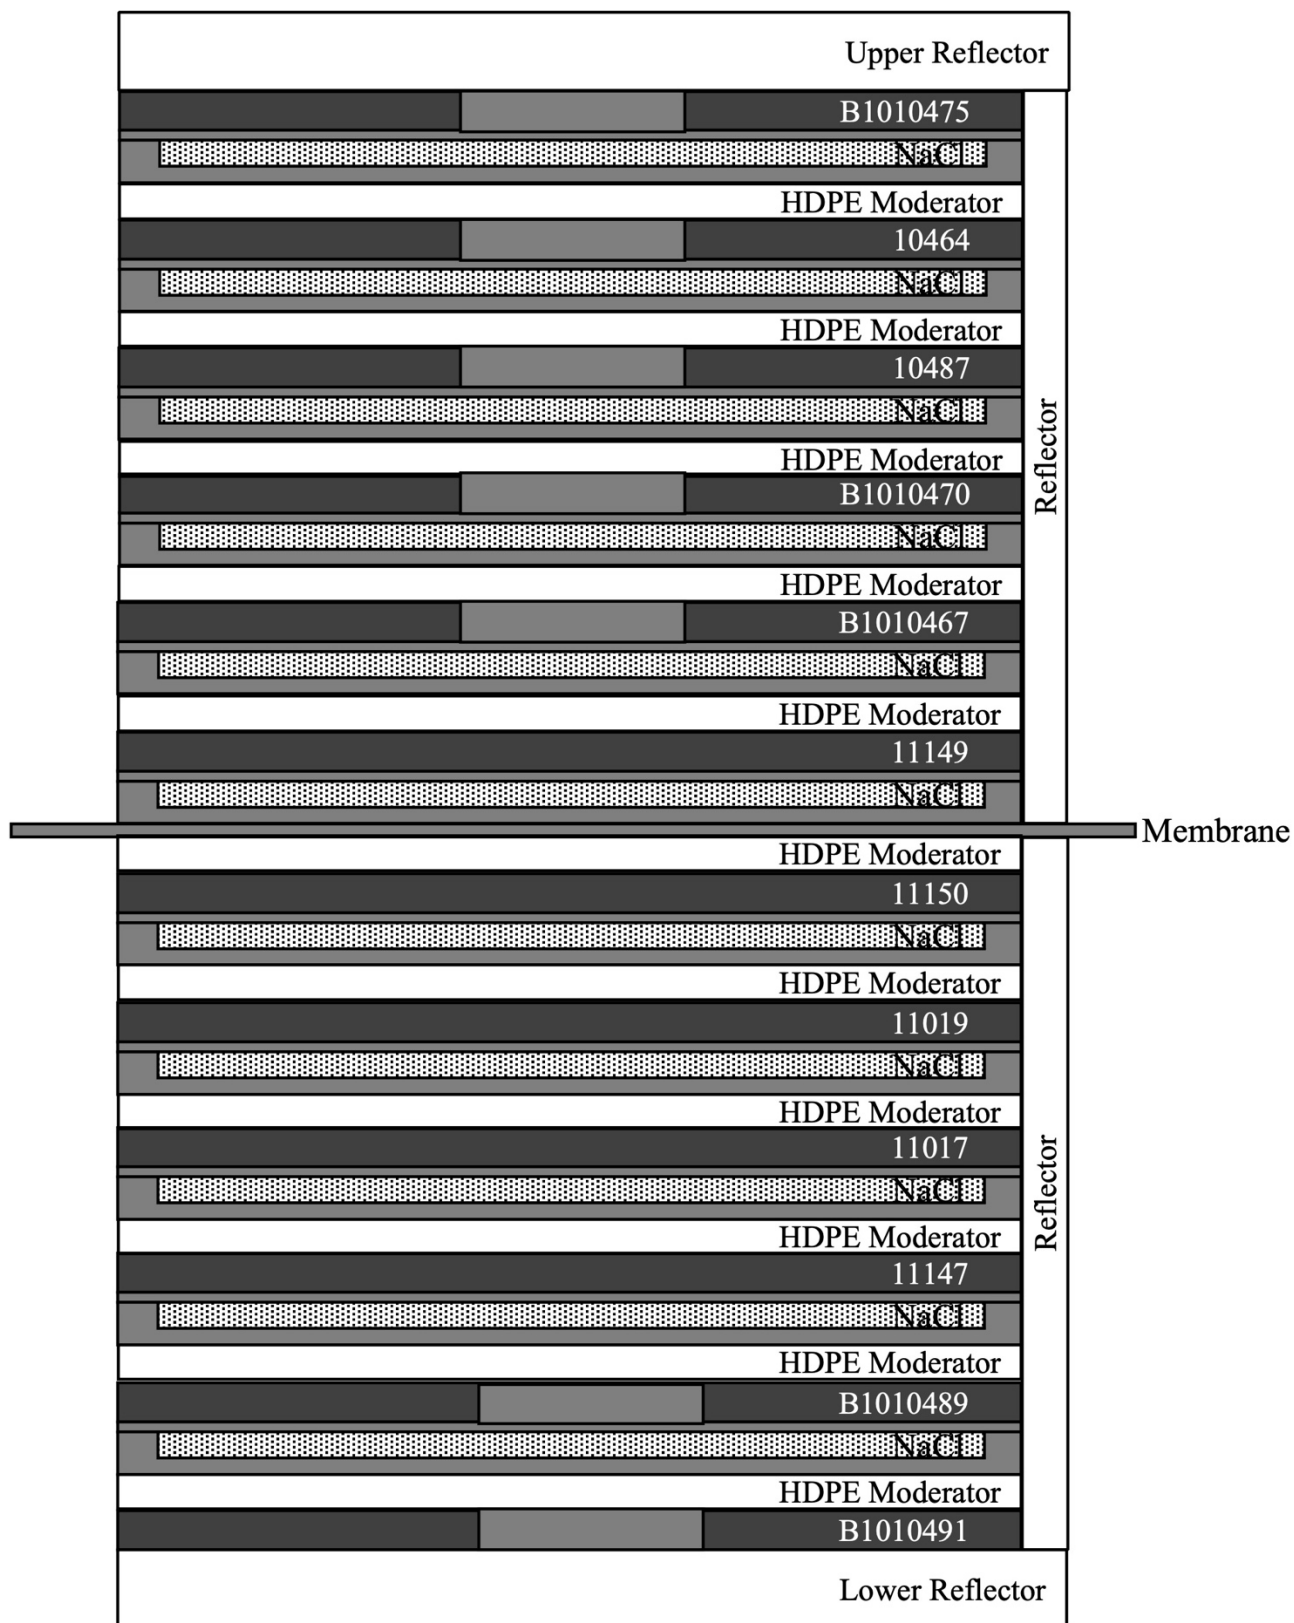 Upper Reflector
B1010475
NaCl
HDPE Moderator
10464
NaCl
HDPE Moderator
10487
NaCl
HDPE Moderator
B1010470
NaCl
HDPE Moderator
B1010467
NaCl
HDPE Moderator
11149
NaCl
Reflector
Membrane
HDPE Moderator
11150
NaCl
HDPE Moderator
11019
NaCl
HDPE Moderator
11017
NaCl
HDPE Moderator
11147
NaCl
HDPE Moderator
B1010489
NaCl
HDPE Moderator
B1010491
Reflector
Lower Reflector